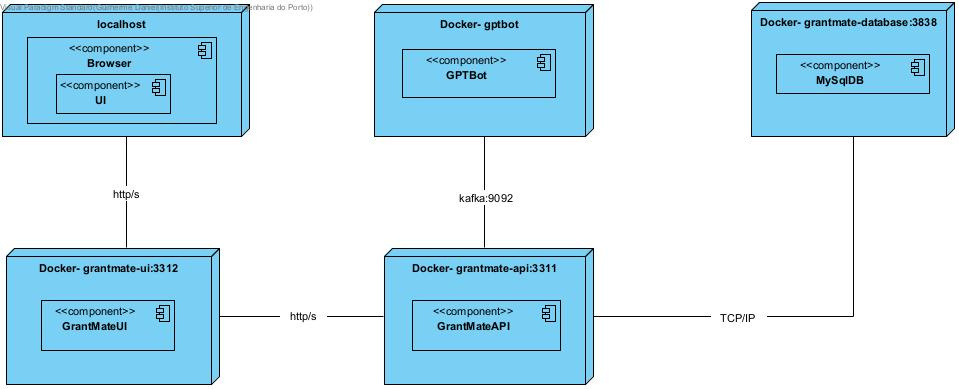 Visual Paradigm Standard(Guilherme Daniel(Instituto Superior de Engenharia do Porto))
localhost
<<component>>
Browser
<<component>>
UI
Docker- gptbot
<<component>>
GPTBot
Docker- grantmate-database:3838
<<component>>
MySqlDB
http/s
kafka:9092
Docker- grantmate-ui:3312
<<component>>
GrantMateUI
http/s
Docker- grantmate-api:3311
<<component>>
GrantMateAPI
TCP/IP